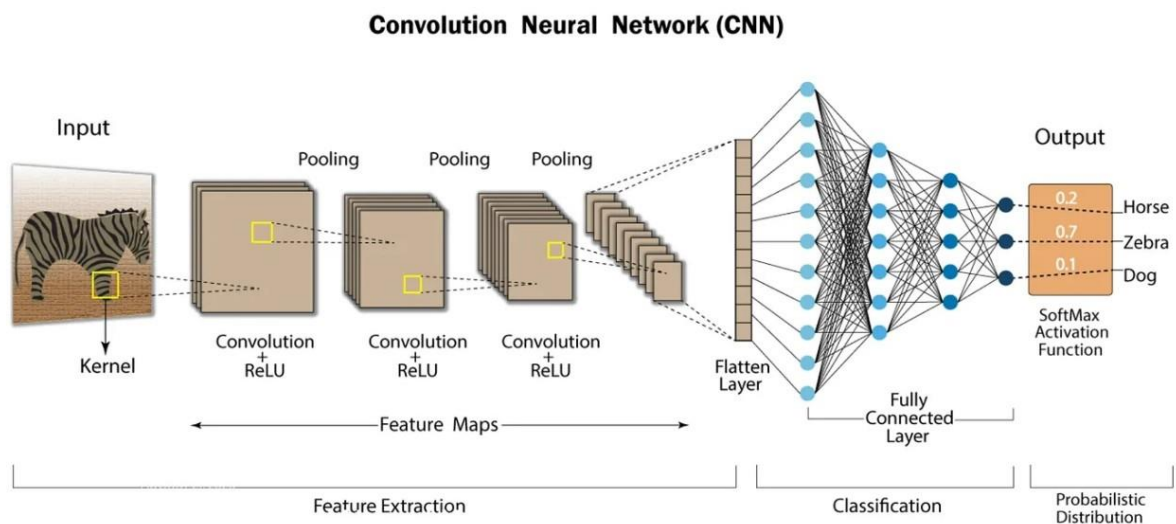 Convolution Neural Network (CNN)
Input
Kernel
Pooling
Pooling
Pooling
Convolution
+
ReLU
Convolution
+
ReLU
Convolution
+
ReLU
Feature Maps
Flatten
Layer
Fully
Connected
Layer
Output
0.2
Horse
0.7
Zebra
0.1
Dog
SoftMax
Activation
Function
Feature Extraction
Classification
Probabilistic
Distribution